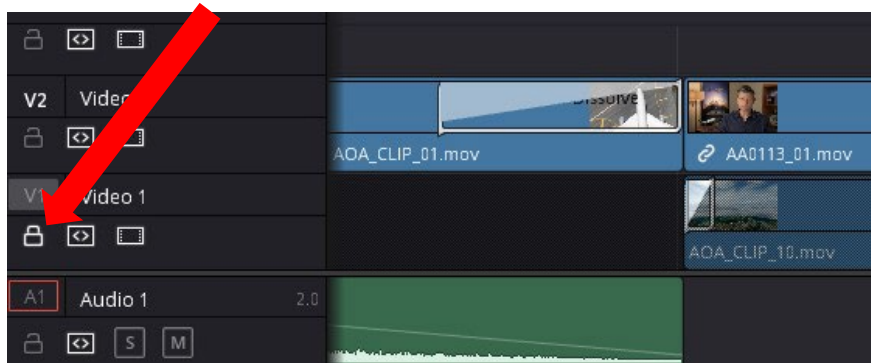 V2 Video
Dissolve
AOA_CLIP_01.mov
AA0113_01.mov
V1 Video 1
AOA_CLIP_10.mov
A1 Audio 1 2.0
S M